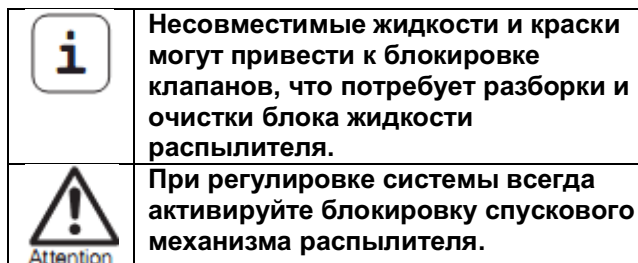 i
Несовместимые жидкости и краски
могут привести к блокировке
клапанов, что потребует разборки и
очистки блока жидкости
распылителя.
При регулировке системы всегда
активируйте блокировку спускового
механизма распылителя.
Attention